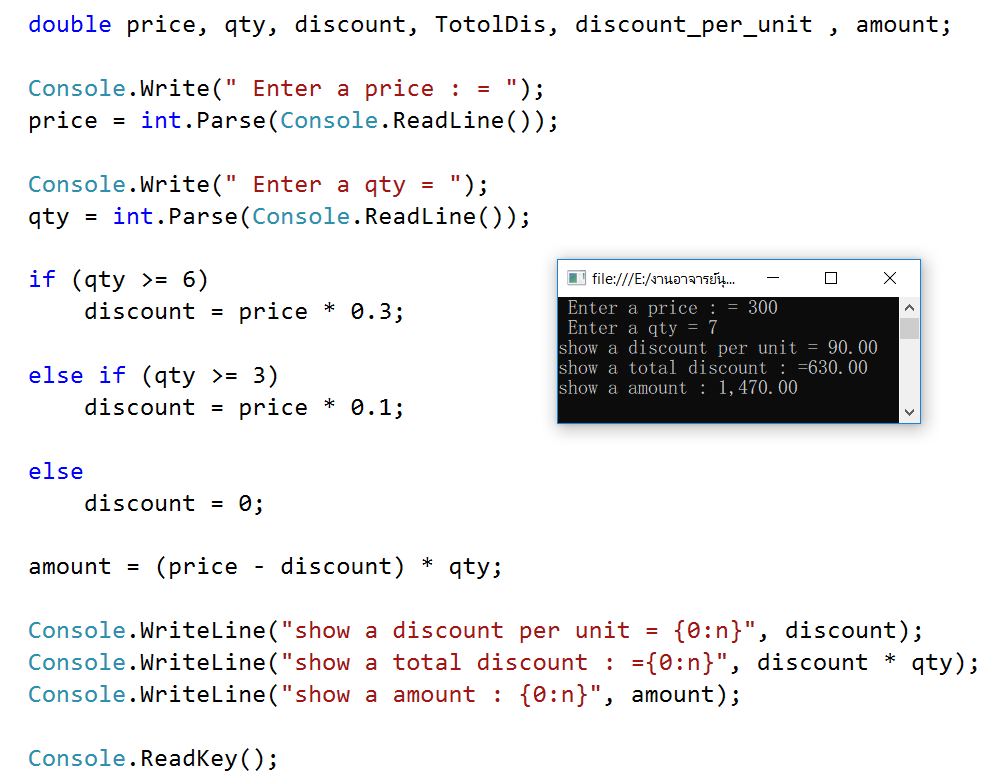 double price, qty, discount, TotolDis, discount_per_unit , amount;
Console.Write(" Enter a price : = ");
price = int.Parse(Console.ReadLine());
Console.Write(" Enter a qty = ");
qty = int.Parse(Console.ReadLine());
if (qty >= 6)
discount = price * 0.3;
else if (qty >= 3)
discount = price * 0.1;
else
discount = 0;
amount = (price - discount) * qty;
Console.WriteLine("show a discount per unit = {0:n}", discount);
Console.WriteLine("show a total discount : ={0:n}", discount * qty);
Console.WriteLine("show a amount : {0:n}", amount);
Console.ReadKey();
file:///E:/งานอาจารย์นุ...
Enter a price : = 300
Enter a qty = 7
show a discount per unit = 90.00
show a total discount : =630.00
show a amount : 1,470.00